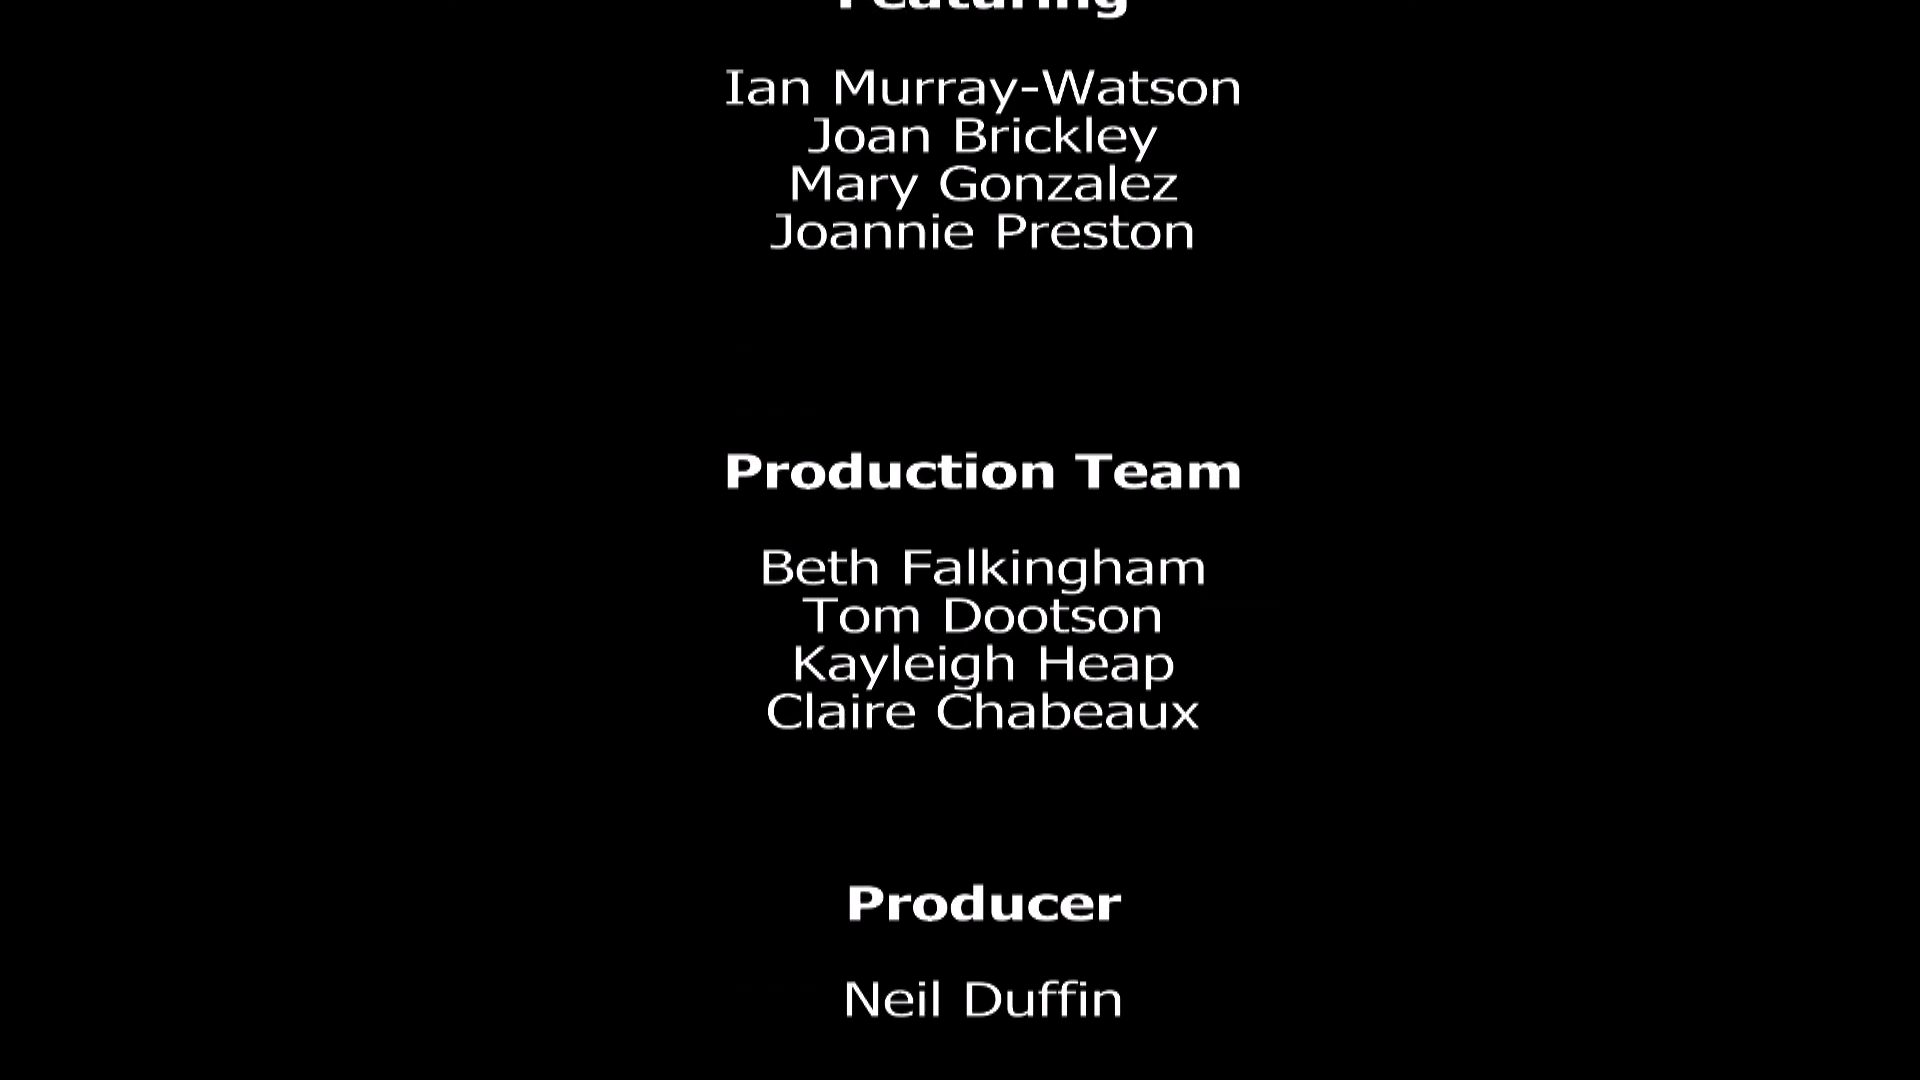 Featuring
Ian Murray-Watson
Joan Brickley
Mary Gonzalez
Joannie Preston
Production Team
Beth Falkingham
Tom Dootson
Kayleigh Heap
Claire Chabeaux
Producer
Neil Duffin